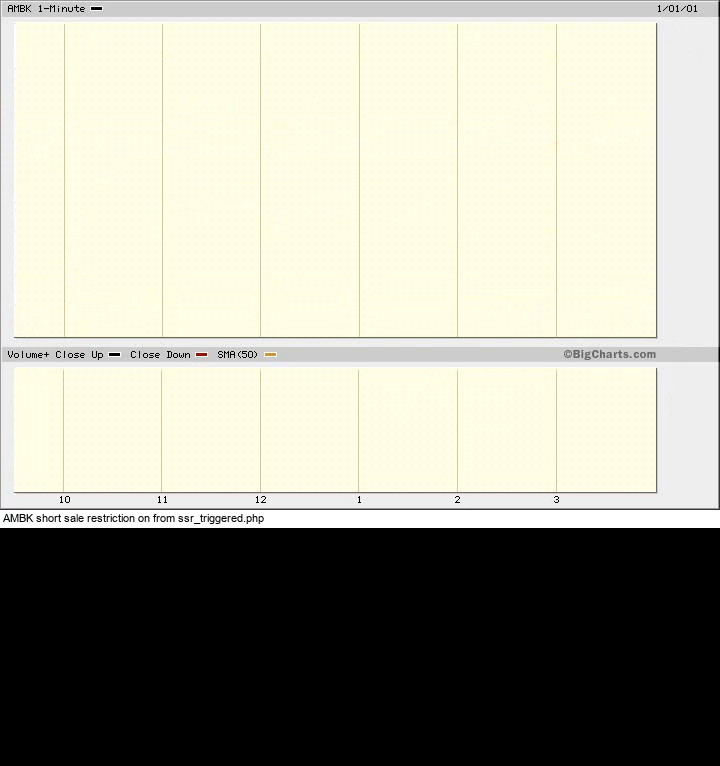 AMBK 1-Minute 1/01/01
Volume+ Close Up Close Down SMA(50) ©BigCharts.com
10 11 12 1 2 3
AMBK short sale restriction on from ssr_triggered.php